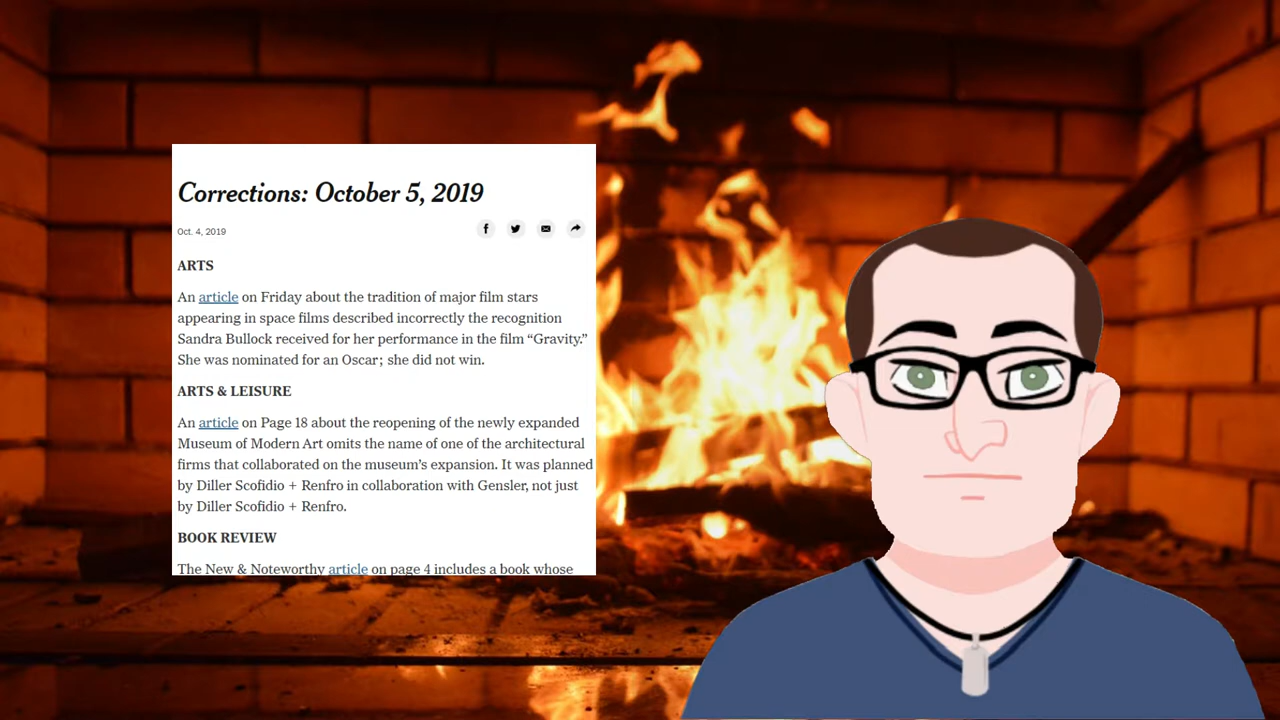 Corrections: October 5, 2019
Oct. 4, 2019
ARTS
An article on Friday about the tradition of major film stars
appearing in space films described incorrectly the recognition
Sandra Bullock received for her performance in the film “Gravity.”
She was nominated for an Oscar; she did not win.
ARTS & LEISURE
An article on Page 18 about the reopening of the newly expanded
Museum of Modern Art omits the name of one of the architectural
firms that collaborated on the museum’s expansion. It was planned
by Diller Scofidio + Renfro in collaboration with Gensler, not just
by Diller Scofidio + Renfro.
BOOK REVIEW
The New & Noteworthy article on page 4 includes a book whose